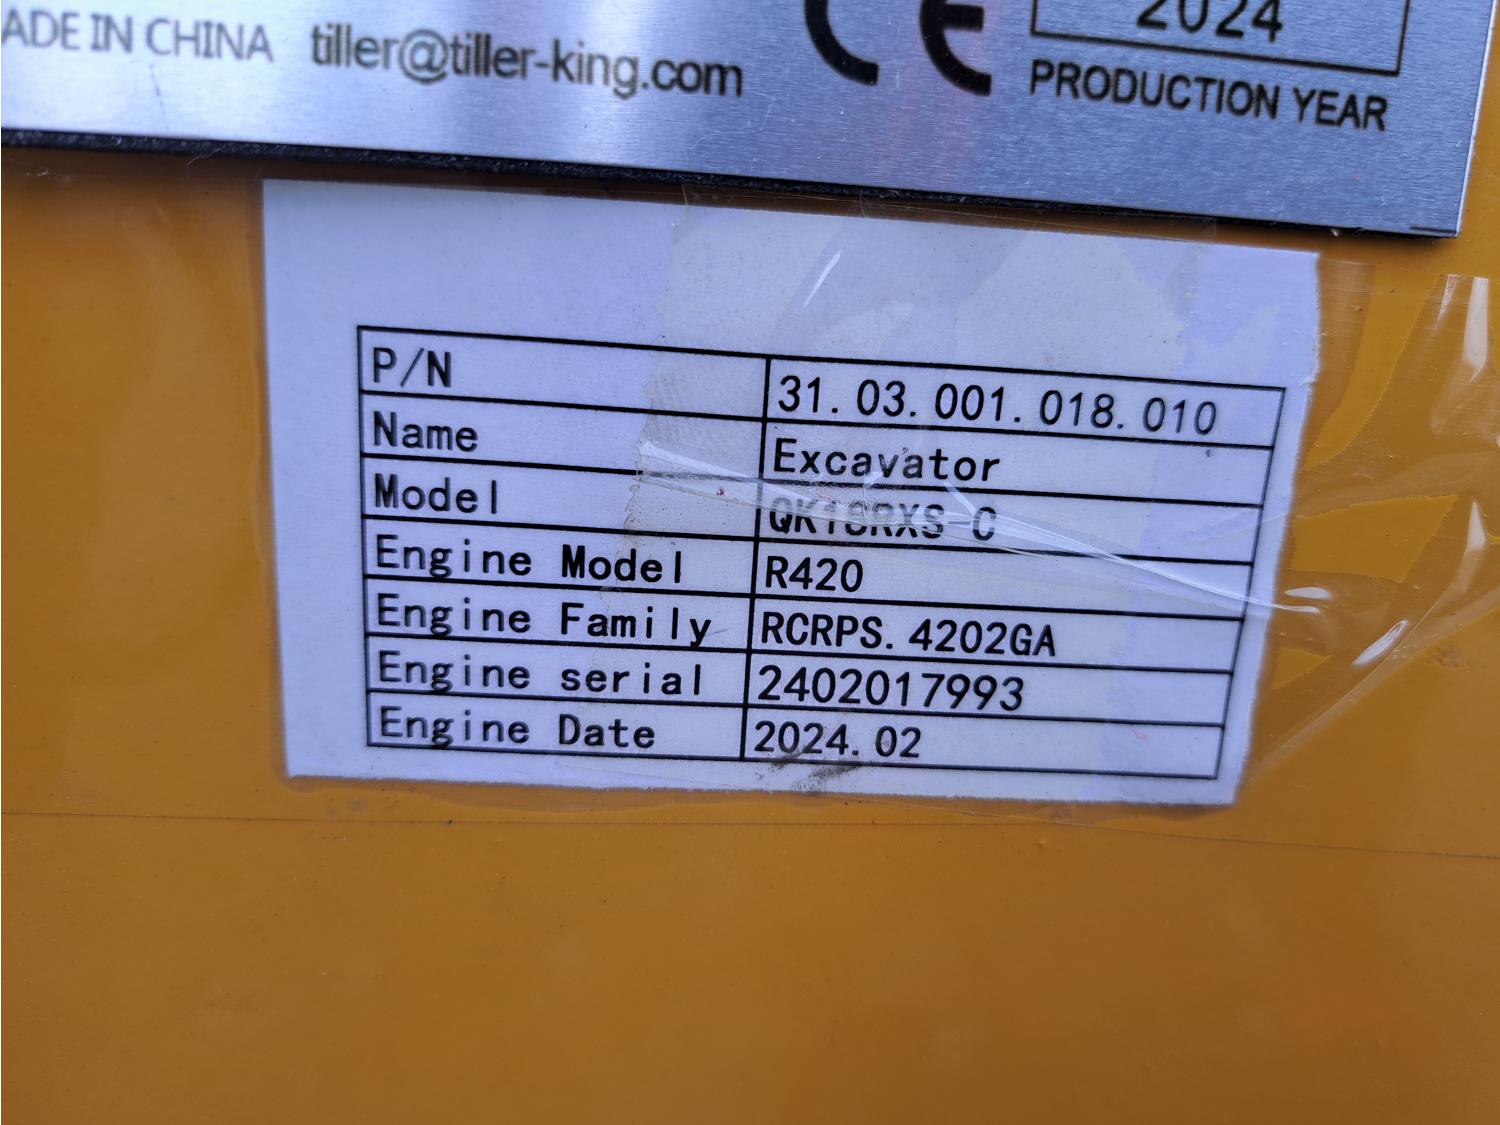 ADE IN CHINA tiller@tiller-king.com CE 2024
PRODUCTION YEAR
P/N 31.03.001.018.010
Name Excavator
Model
Engine Model R420
Engine Family RCRPS.4202GA
Engine serial 2402017993
Engine Date 2024.02